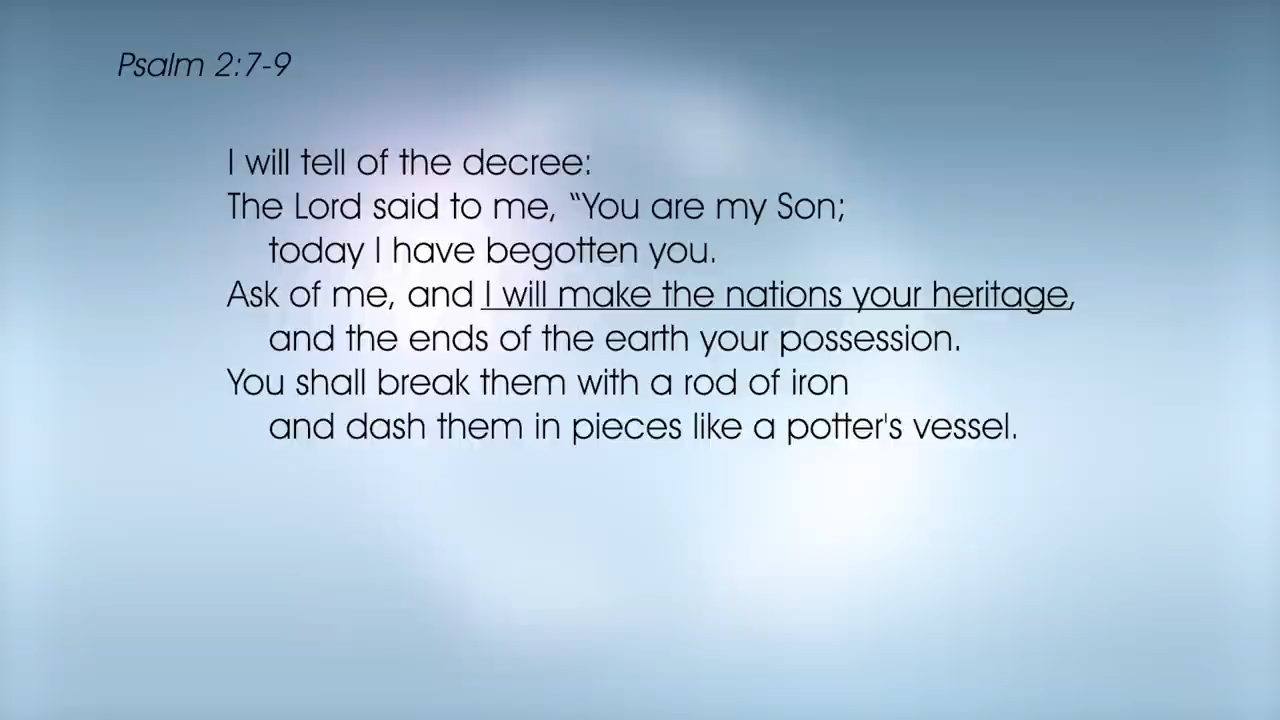 Psalm 2:7-9
I will tell of the decree:
The Lord said to me, “You are my Son;
today I have begotten you.
Ask of me, and I will make the nations your heritage,
and the ends of the earth your possession.
You shall break them with a rod of iron
and dash them in pieces like a potter's vessel.